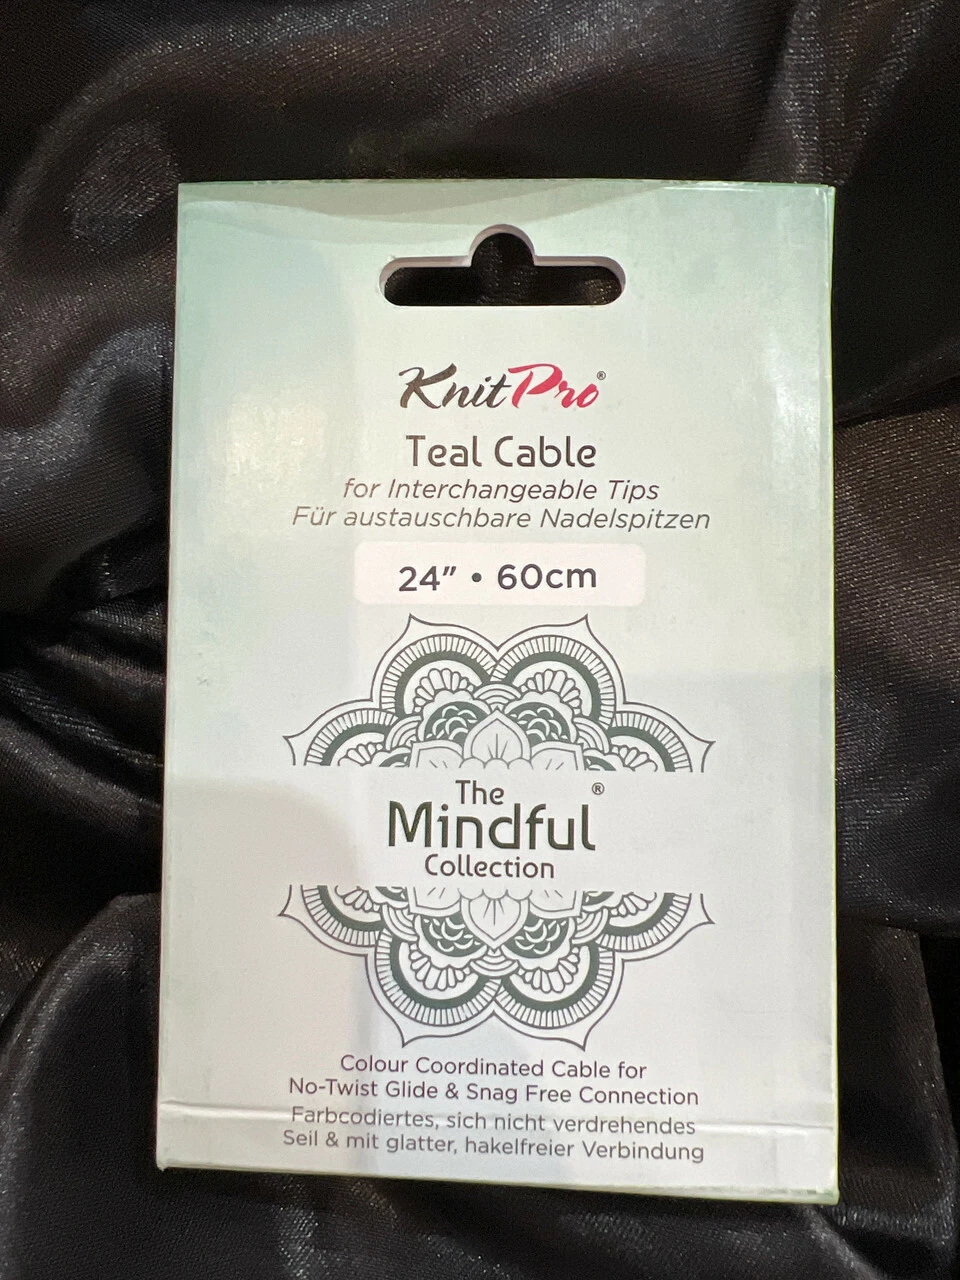 KnitPro®
Teal Cable
for Interchangeable Tips
Für austauschbare Nadelspitzen
24” • 60cm
The ®
Mindful
Collection
Colour Coordinated Cable for
No-Twist Glide & Snag Free Connection
Farbcodiertes, sich nicht verdrehendes
Seil & mit glatter, hakelfreier Verbindung